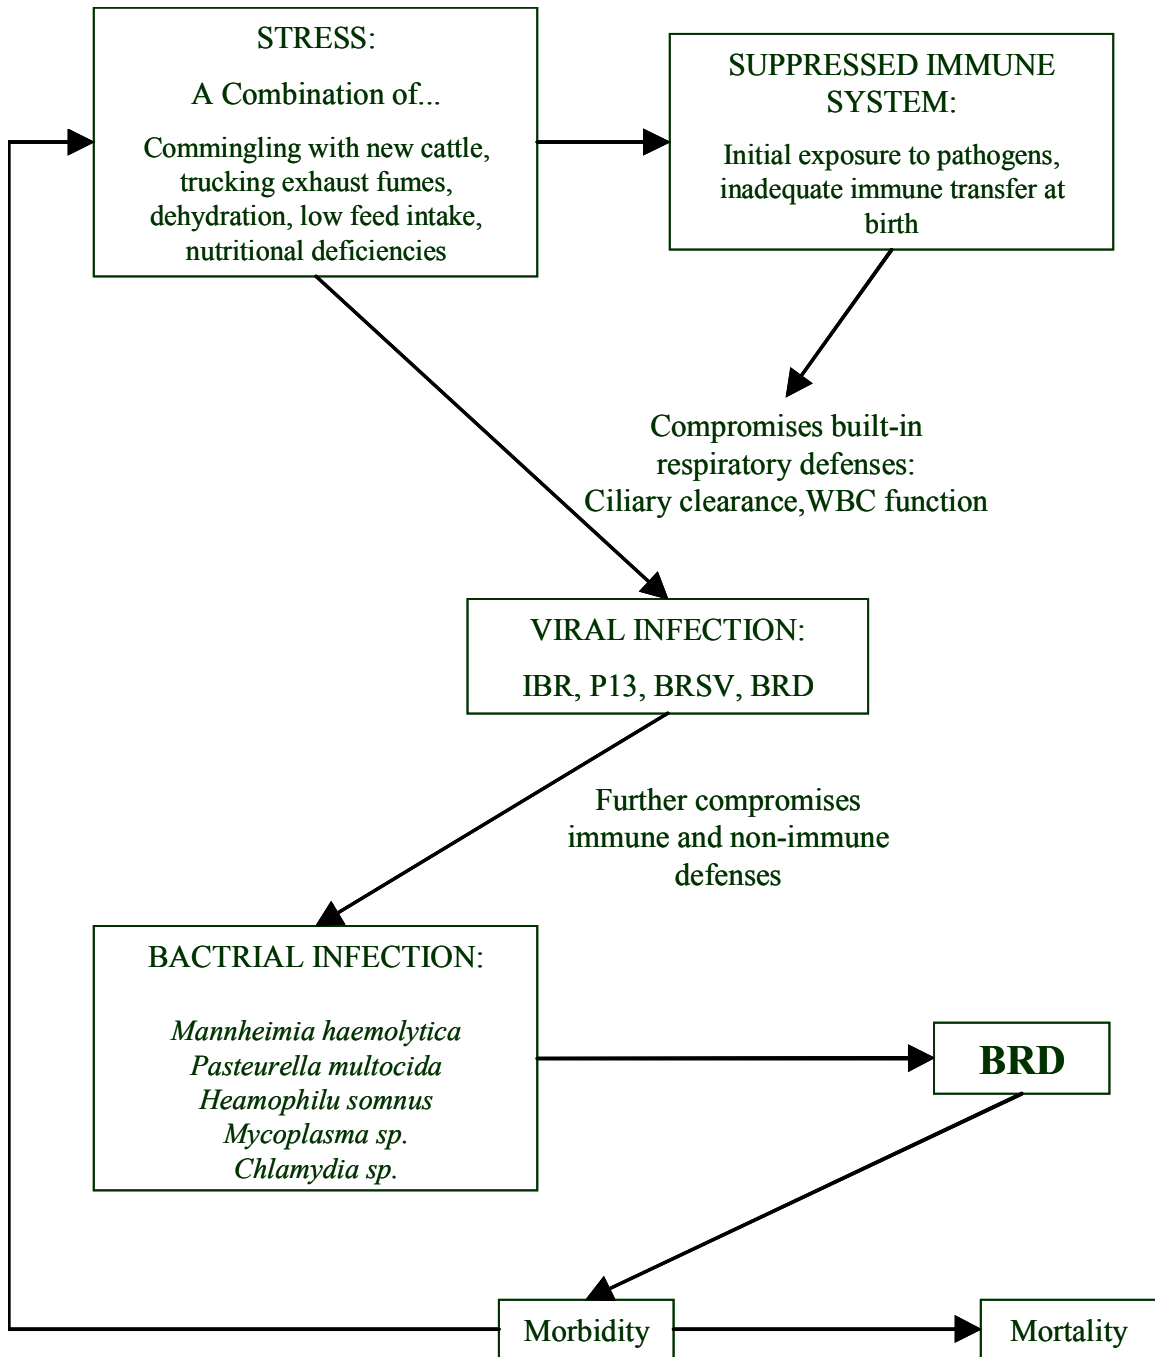 STRESS:
A Combination of...
Commingling with new cattle,
trucking exhaust fumes,
dehydration, low feed intake,
nutritional deficiencies
SUPPRESSED IMMUNE
SYSTEM:
Initial exposure to pathogens,
inadequate immune transfer at
birth
Compromises built-in
respiratory defenses:
Ciliary clearance,WBC function
VIRAL INFECTION:
IBR, P13, BRSV, BRD
Further compromises
immune and non-immune
defenses
BACTRIAL INFECTION:
Mannheimia haemolytica
Pasteurella multocida
Heamophilu somnus
Mycoplasma sp.
Chlamydia sp.
BRD
Morbidity
Mortality